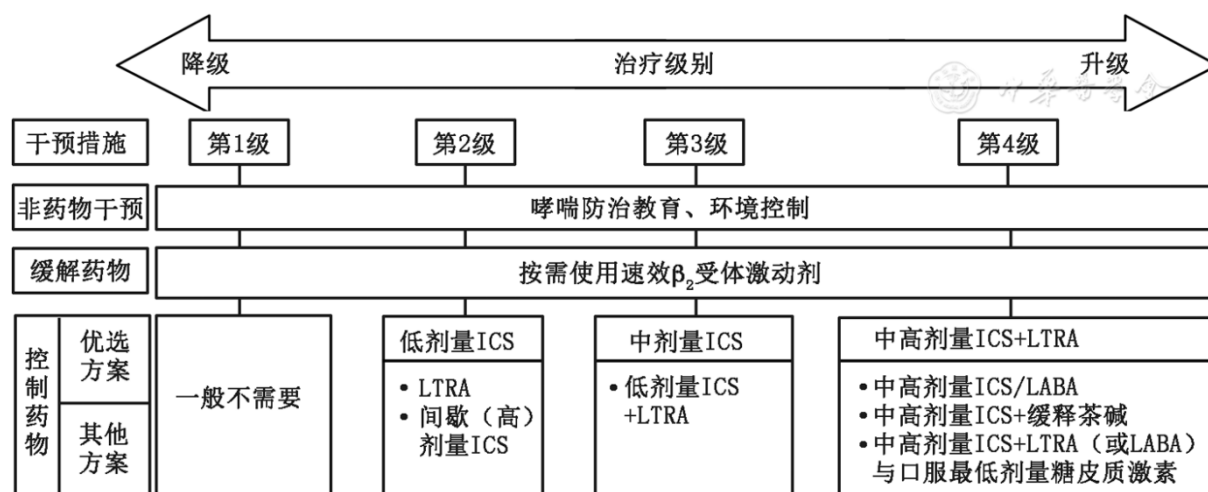 降级 治疗级别 升级
中华医学会
干预措施 第1级 第2级 第3级 第4级
非药物干预 哮喘防治教育、环境控制
缓解药物 按需使用速效β₂受体激动剂
控制药物
优选方案
其他方案
一般不需要
低剂量ICS
• LTRA
• 间歇（高）
剂量ICS
中剂量ICS
• 低剂量ICS
+LTRA
中高剂量ICS+LTRA
• 中高剂量ICS/LABA
• 中高剂量ICS+缓释茶碱
• 中高剂量ICS+LTRA（或LABA）
与口服最低剂量糖皮质激素